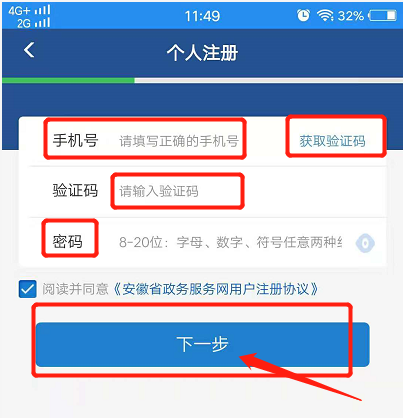 4G+ 11:49 32%
2G
个人注册
手机号 请填写正确的手机号 获取验证码
验证码 请输入验证码
密码 8-20位：字母、数字、符号任意两种
阅读并同意《安徽省政务服务网用户注册协议》
下一步